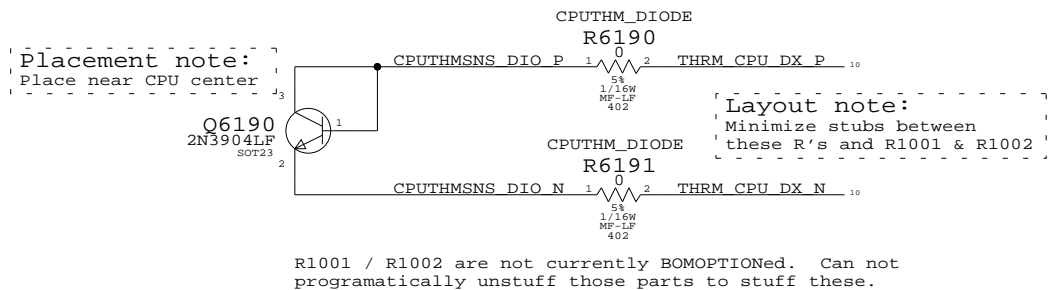 CPUTHM_DIODE
R6190
0
Placement note:
Place near CPU center
CPUTHMSNS_DIO_P
1
2
THRM_CPU_DX_P
10
5%
1/16W
MF-LF
402
3
Q6190
2N3904LF
SOT23
1
2
Layout note:
Minimize stubs between
these R's and R1001 & R1002
CPUTHM_DIODE
R6191
0
CPUTHMSNS_DIO_N
1
2
THRM_CPU_DX_N
10
5%
1/16W
MF-LF
402
R1001 / R1002 are not currently BOMOPTIONed.  Can not
programatically unstuff those parts to stuff these.